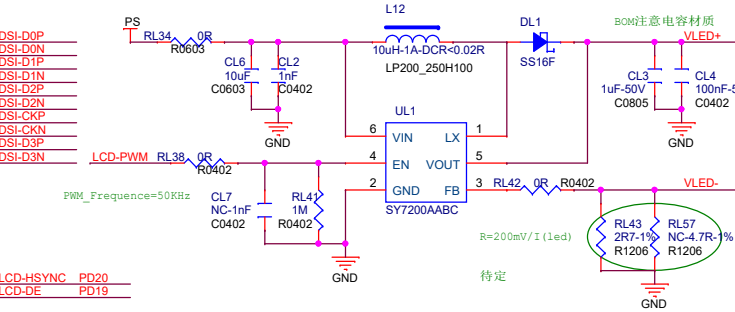 L12
DL1
BOM注意电容材质
PS
DSI-D0P
RL34
0R
VLED+
DSI-D0N
R0603
10uH-1A-DCR<0.02R
SS16F
DSI-D1P
CL6
CL2
LP200_250H100
DSI-D1N
10uF
1nF
CL3
CL4
DSI-D2P
C0603
C0402
1uF-50V
100nF-5
DSI-D2N
C0805
C0402
DSI-CKP
UL1
DSI-CKN
6
VIN
LX
1
DSI-D3P
GND
GND
DSI-D3N
LCD-PWM
RL38
0R
4
EN
VOUT
5
R0402
2
GND
FB
3
RL42
0R
R0402
VLED-
PWM_Frequence=50KHz
CL7
RL41
SY7200AABC
NC-1nF
1M
C0402
R0402
RL43
RL57
R=200mV/I(led)
2R7-1%
NC-4.7R-1%
R1206
R1206
GND
待定
LCD-HSYNC
PD20
LCD-DE
PD19
GND